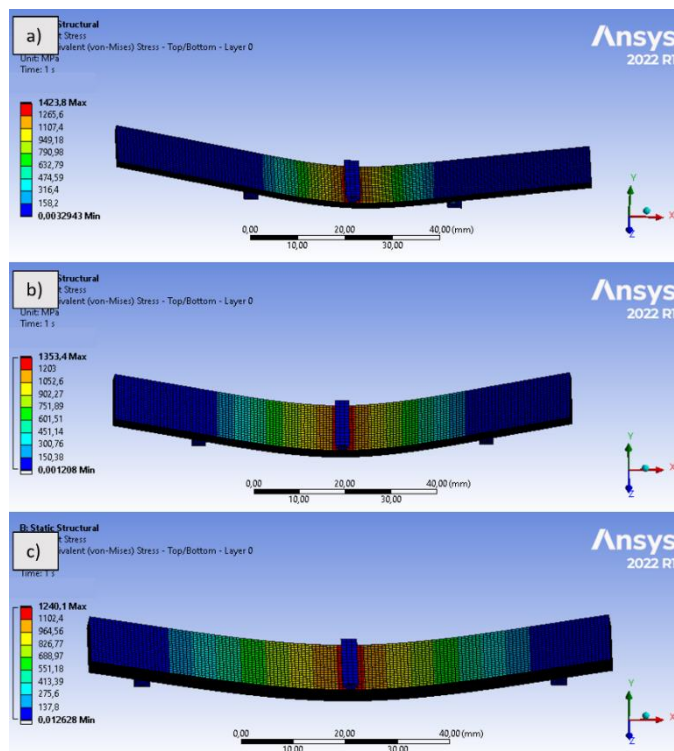 a)
Structural
t Stress
uivalent (von-Mises) Stress - Top/Bottom - Layer 0
Unit: MPa
Time: 1 s
1423,8 Max
1265,6
1107,4
949,18
790,98
632,79
474,59
316,4
158,2
0,0032943 Min
Ansys
2022 R1
Y
X
Z
0,00 20,00 40,00 (mm)
10,00 30,00
b)
Structural
t Stress
uivalent (von-Mises) Stress - Top/Bottom - Layer 0
Unit: MPa
Time: 1 s
1353,4 Max
1203
1052,6
902,27
751,89
601,51
451,14
300,76
150,38
0,001208 Min
Ansys
2022 R1
Y
X
Z
0,00 20,00 40,00 (mm)
10,00 30,00
c)
B: Static Structural
t Stress
uivalent (von-Mises) Stress - Top/Bottom - Layer 0
Time: 1 s
1240,1 Max
1102,4
964,56
826,77
688,97
551,18
413,39
275,6
137,8
0,012628 Min
Ansys
2022 R1
Y
X
Z
0,00 20,00 40,00 (mm)
10,00 30,00